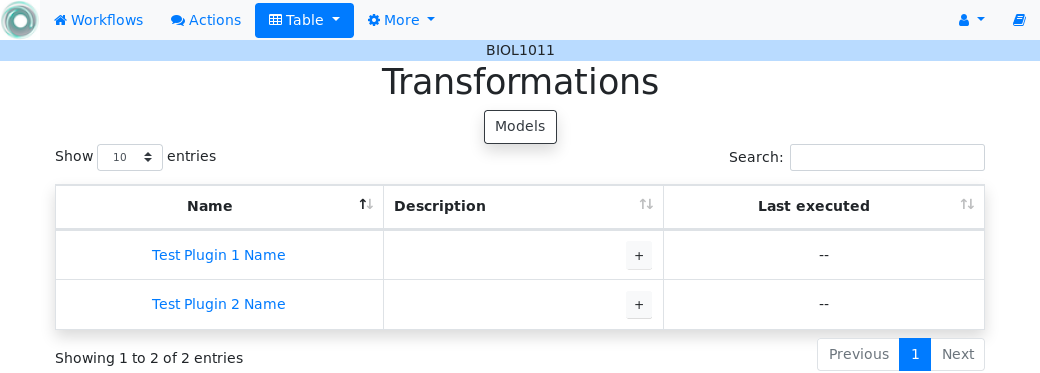 Workflows Actions Table More
BIOL1011
Transformations
Models
Show 10 entries Search:
Name Description Last executed
Test Plugin 1 Name + --
Test Plugin 2 Name + --
Showing 1 to 2 of 2 entries Previous 1 Next